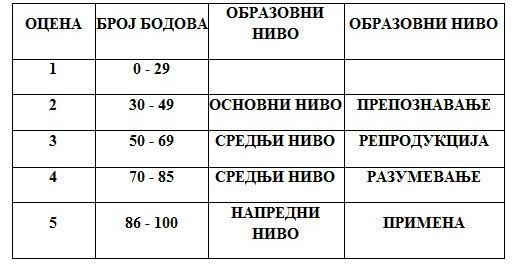 ОЦЕНА БРОЈ БОДОВА ОБРАЗОВНИ НИВО ОБРАЗОВНИ НИВО
1 0 - 29
2 30 - 49 ОСНОВНИ НИВО ПРЕПОЗНАВАЊЕ
3 50 - 69 СРЕДЊИ НИВО РЕПРОДУКЦИЈА
4 70 - 85 СРЕДЊИ НИВО РАЗУМЕВАЊЕ
5 86 - 100 НАПРЕДНИ НИВО ПРИМЕНА